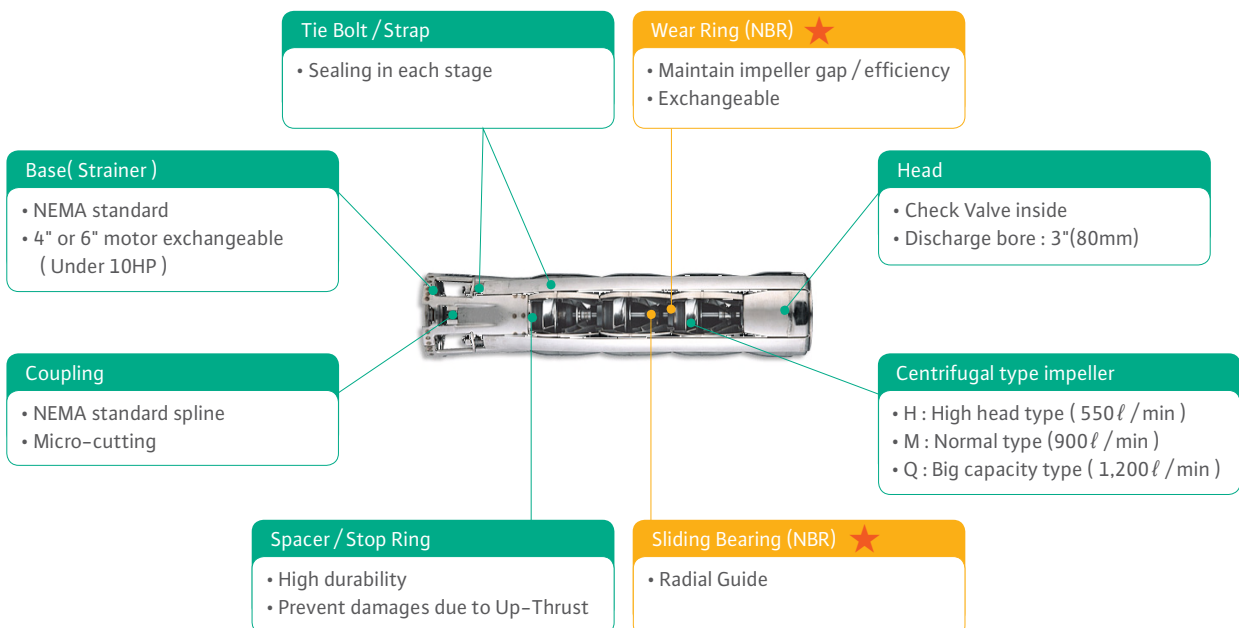 Tie Bolt / Strap
• Sealing in each stage
Wear Ring (NBR)
• Maintain impeller gap / efficiency
• Exchangeable
Base( Strainer )
• NEMA standard
• 4" or 6" motor exchangeable
( Under 10HP )
Head
• Check Valve inside
• Discharge bore : 3"(80mm)
Coupling
• NEMA standard spline
• Micro-cutting
Centrifugal type impeller
• H : High head type ( 550ℓ / min )
• M : Normal type (900ℓ / min )
• Q : Big capacity type ( 1,200ℓ / min )
Spacer / Stop Ring
• High durability
• Prevent damages due to Up-Thrust
Sliding Bearing (NBR)
• Radial Guide